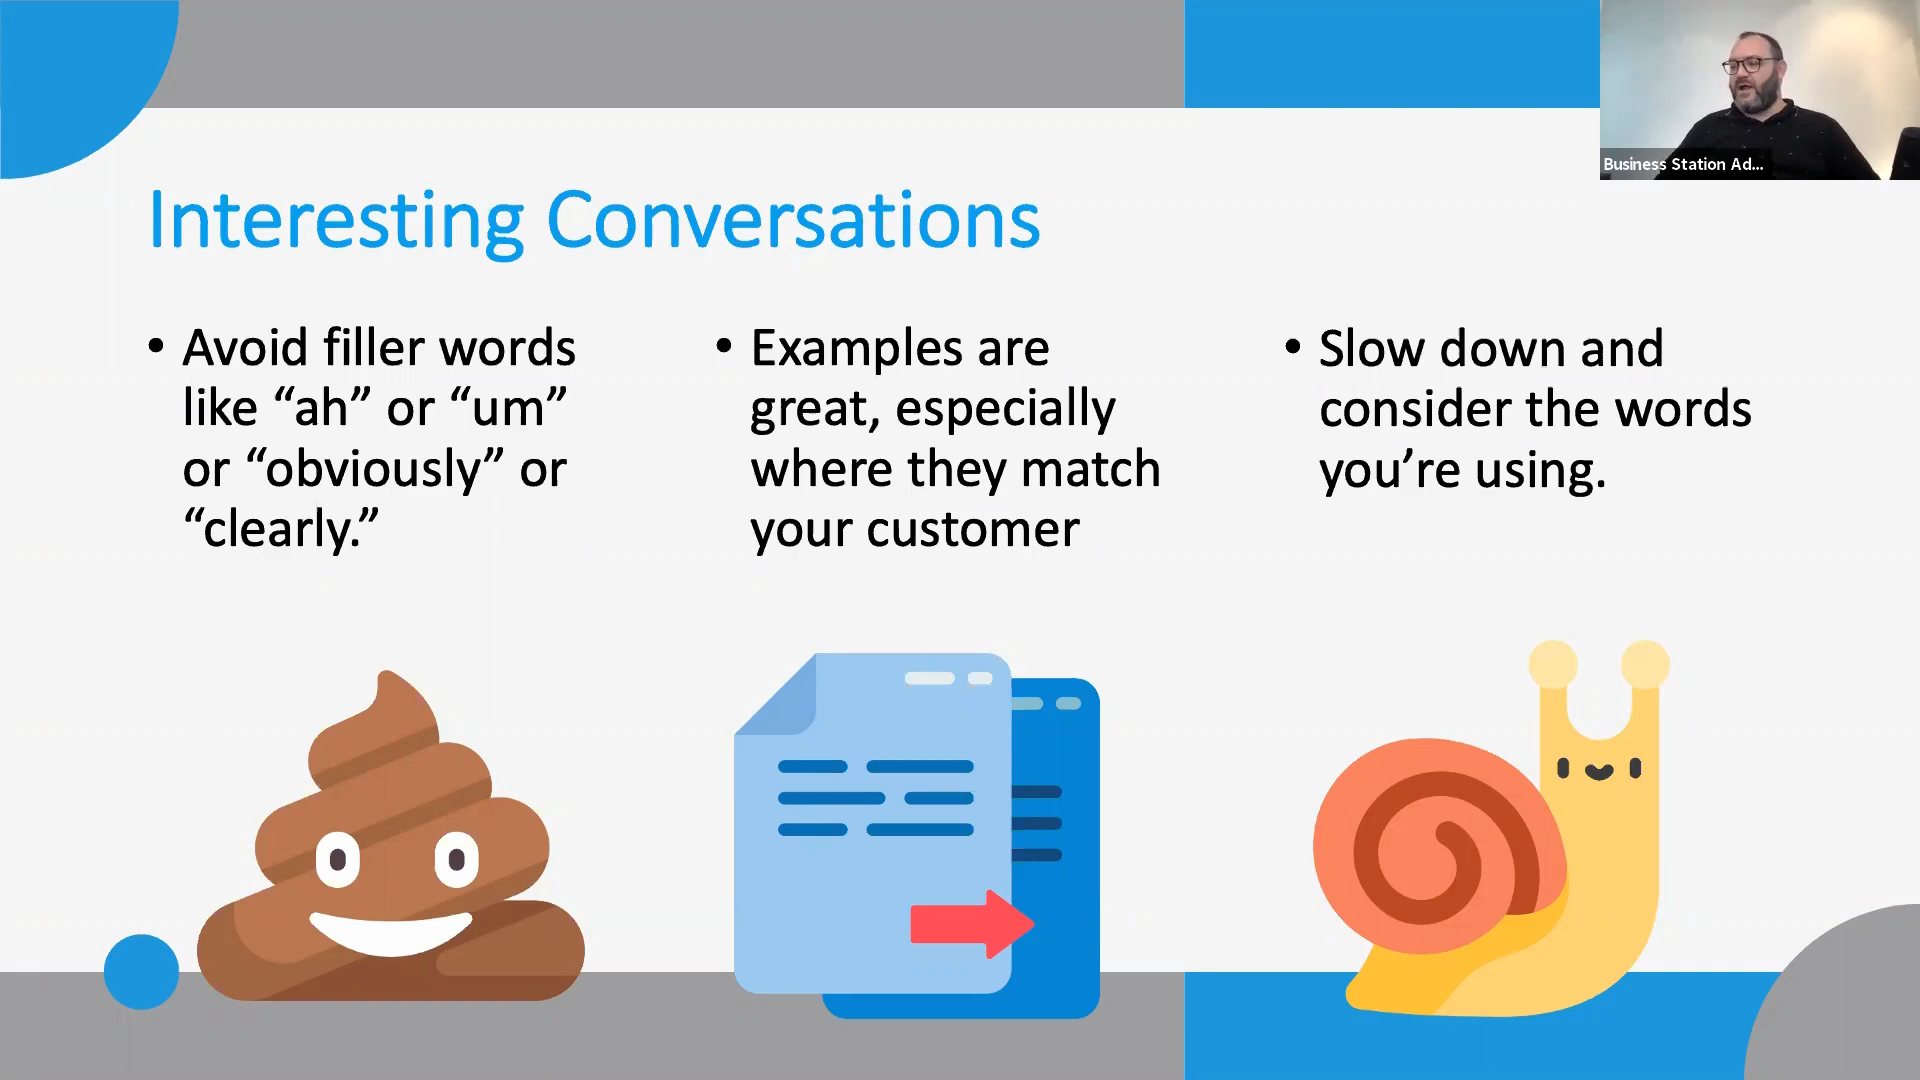 Business Station Ad...
Interesting Conversations
• Avoid filler words
like “ah” or “um”
or “obviously” or
“clearly.”
• Examples are
great, especially
where they match
your customer
• Slow down and
consider the words
you’re using.